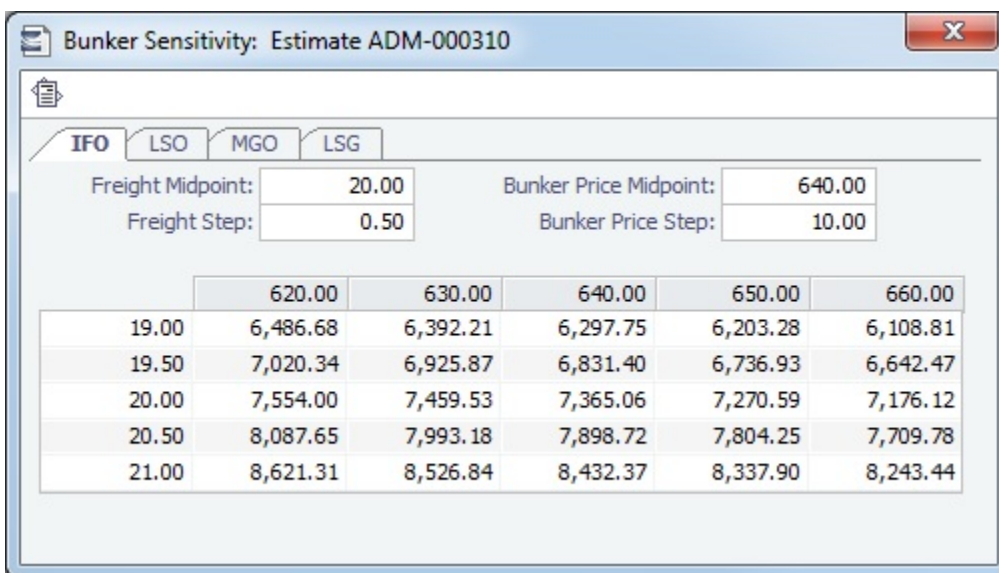 Bunker Sensitivity: Estimate ADM-000310
IFO LSO MGO LSG
Freight Midpoint: 20.00 Bunker Price Midpoint: 640.00
Freight Step: 0.50 Bunker Price Step: 10.00
620.00 630.00 640.00 650.00 660.00
19.00 6,486.68 6,392.21 6,297.75 6,203.28 6,108.81
19.50 7,020.34 6,925.87 6,831.40 6,736.93 6,642.47
20.00 7,554.00 7,459.53 7,365.06 7,270.59 7,176.12
20.50 8,087.65 7,993.18 7,898.72 7,804.25 7,709.78
21.00 8,621.31 8,526.84 8,432.37 8,337.90 8,243.44